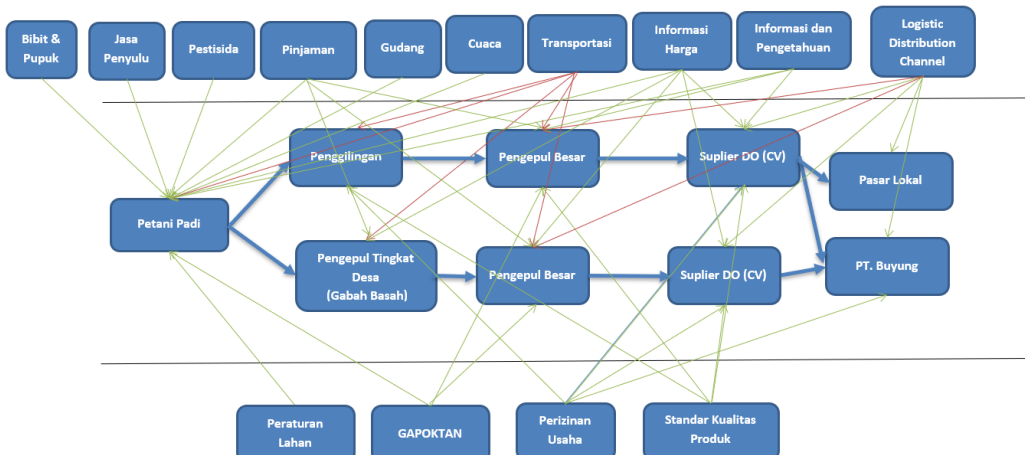 Bibit &
Pupuk
Jasa
Penyulu
Pestisida
Pinjaman
Gudang
Cuaca
Transportasi
Informasi
Harga
Informasi dan
Pengetahuan
Logistic
Distribution
Channel
Penggilingan
Pengepul Besar
Suplier DO (CV)
Pasar Lokal
Petani Padi
Pengepul Tingkat
Desa
(Gabah Basah)
Pengepul Besar
Suplier DO (CV)
PT. Buyung
Peraturan
Lahan
GAPOKTAN
Perizinan
Usaha
Standar Kualitas
Produk